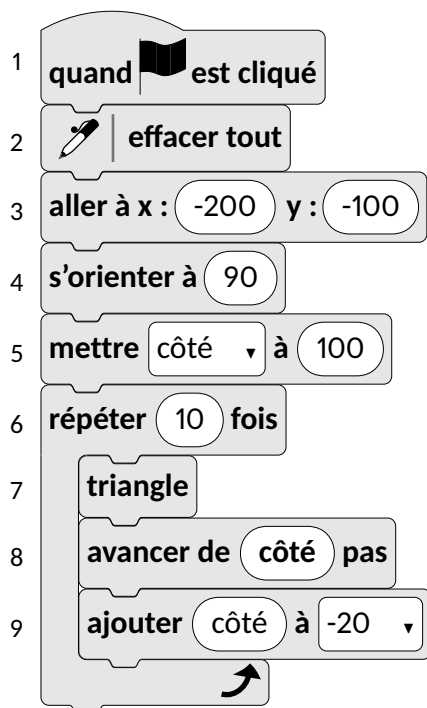 1 quand est cliqué
2 effacer tout
3 aller à x : -200 y : -100
4 s’orienter à 90
5 mettre côté ▾ à 100
6 répéter 10 fois
7 triangle
8 avancer de côté pas
9 ajouter côté à -20 ▾